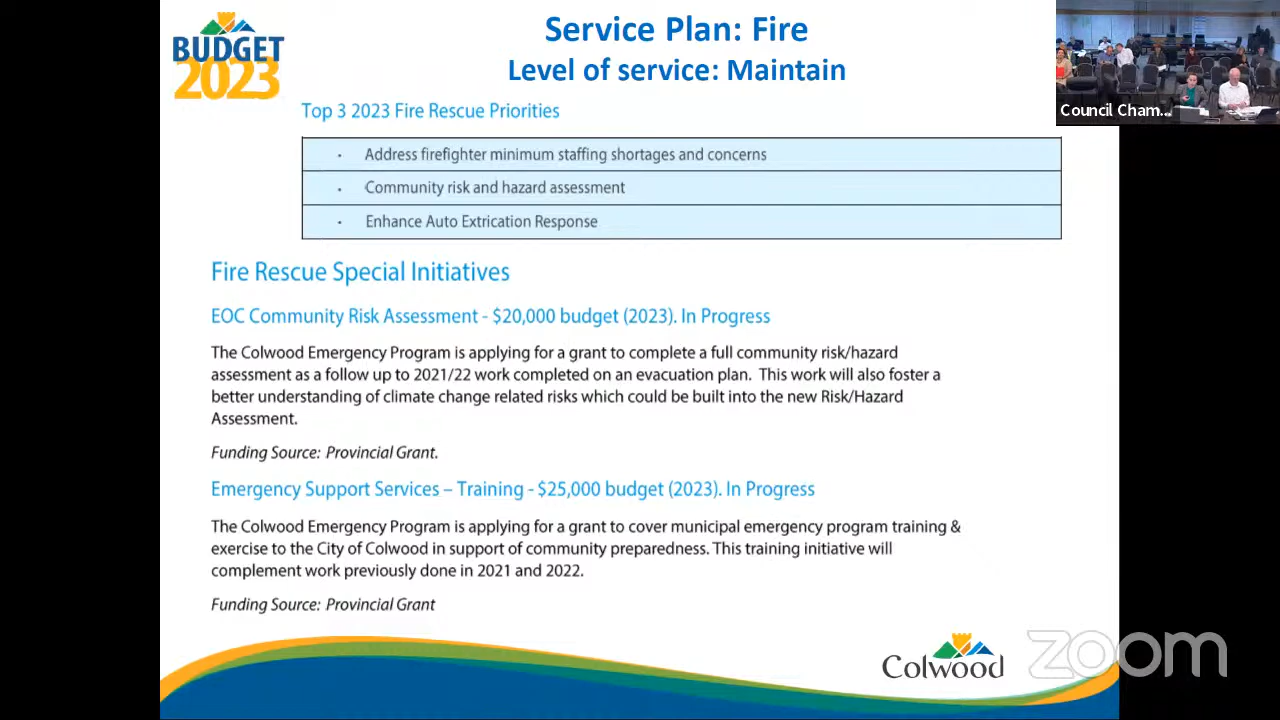 BUDGET
2023
Service Plan: Fire
Level of service: Maintain
Council Cham...
Top 3 2023 Fire Rescue Priorities
· Address firefighter minimum staffing shortages and concerns
· Community risk and hazard assessment
· Enhance Auto Extrication Response
Fire Rescue Special Initiatives
EOC Community Risk Assessment - $20,000 budget (2023). In Progress
The Colwood Emergency Program is applying for a grant to complete a full community risk/hazard
assessment as a follow up to 2021/22 work completed on an evacuation plan. This work will also foster a
better understanding of climate change related risks which could be built into the new Risk/Hazard
Assessment.
Funding Source: Provincial Grant.
Emergency Support Services – Training - $25,000 budget (2023). In Progress
The Colwood Emergency Program is applying for a grant to cover municipal emergency program training &
exercise to the City of Colwood in support of community preparedness. This training initiative will
complement work previously done in 2021 and 2022.
Funding Source: Provincial Grant
Colwood
zoom